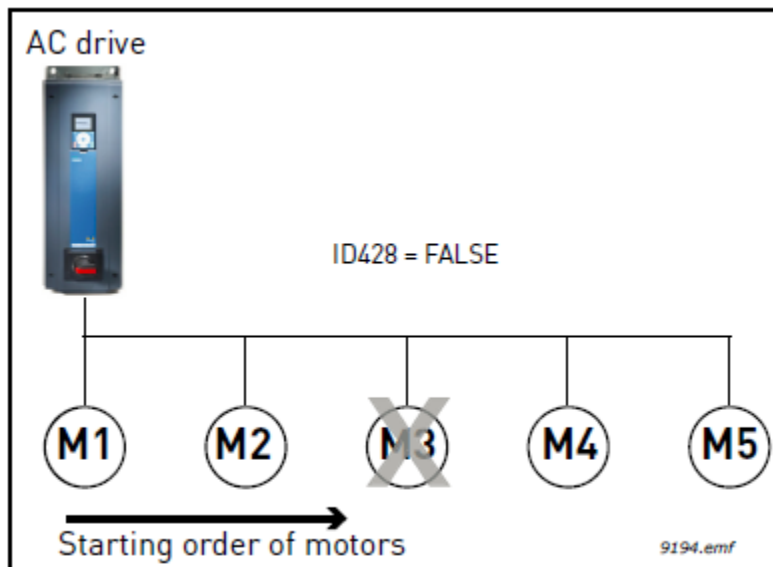 AC drive
ID428 = FALSE
M1 M2 M3 M4 M5
Starting order of motors
9194.emf